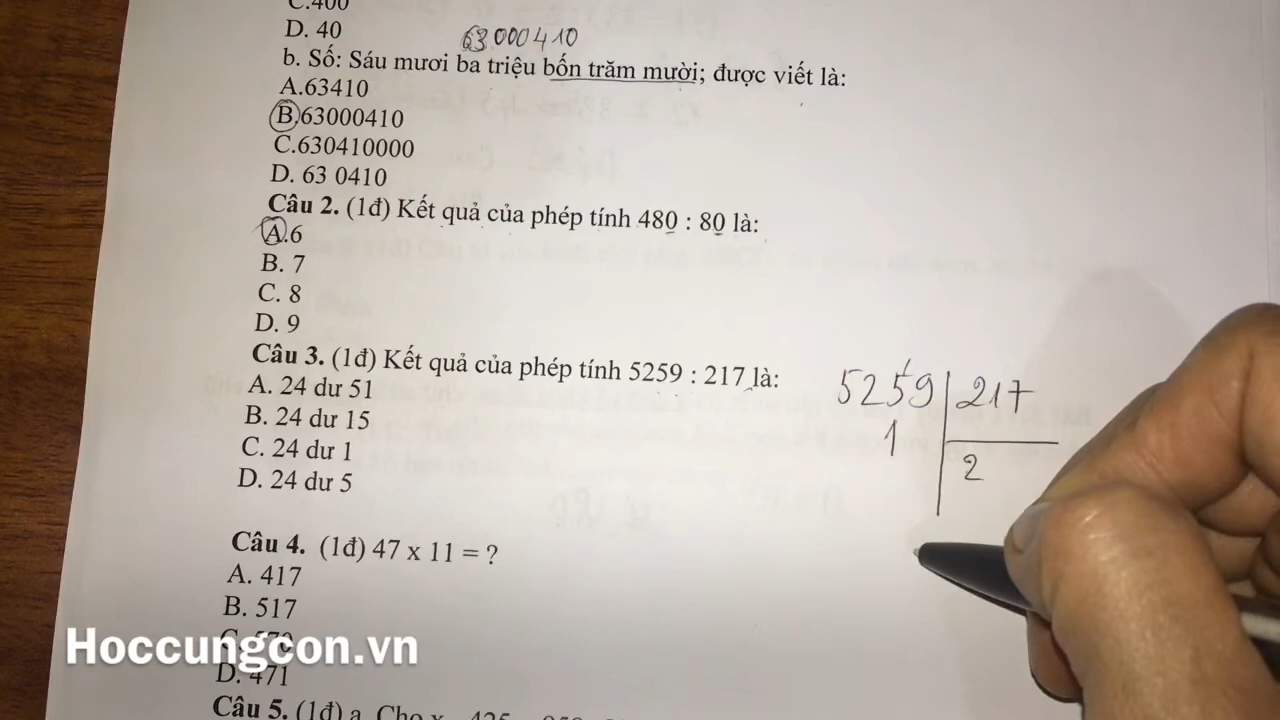 C.400
D. 40
63000410
b. Số: Sáu mươi ba triệu bốn trăm mười; được viết là:
A.63410
B.63000410
C.630410000
D. 63 0410
Câu 2. (1đ) Kết quả của phép tính 480 : 80 là:
A.6
B. 7
C. 8
D. 9
Câu 3. (1đ) Kết quả của phép tính 5259 : 217 là:
A. 24 dư 51
B. 24 dư 15
C. 24 dư 1
D. 24 dư 5
5259 217
1
2
Câu 4. (1đ) 47 x 11 = ?
A. 417
B. 517
Hoccungcon.vn
D. 471
Câu 5. (1đ) a. Cho